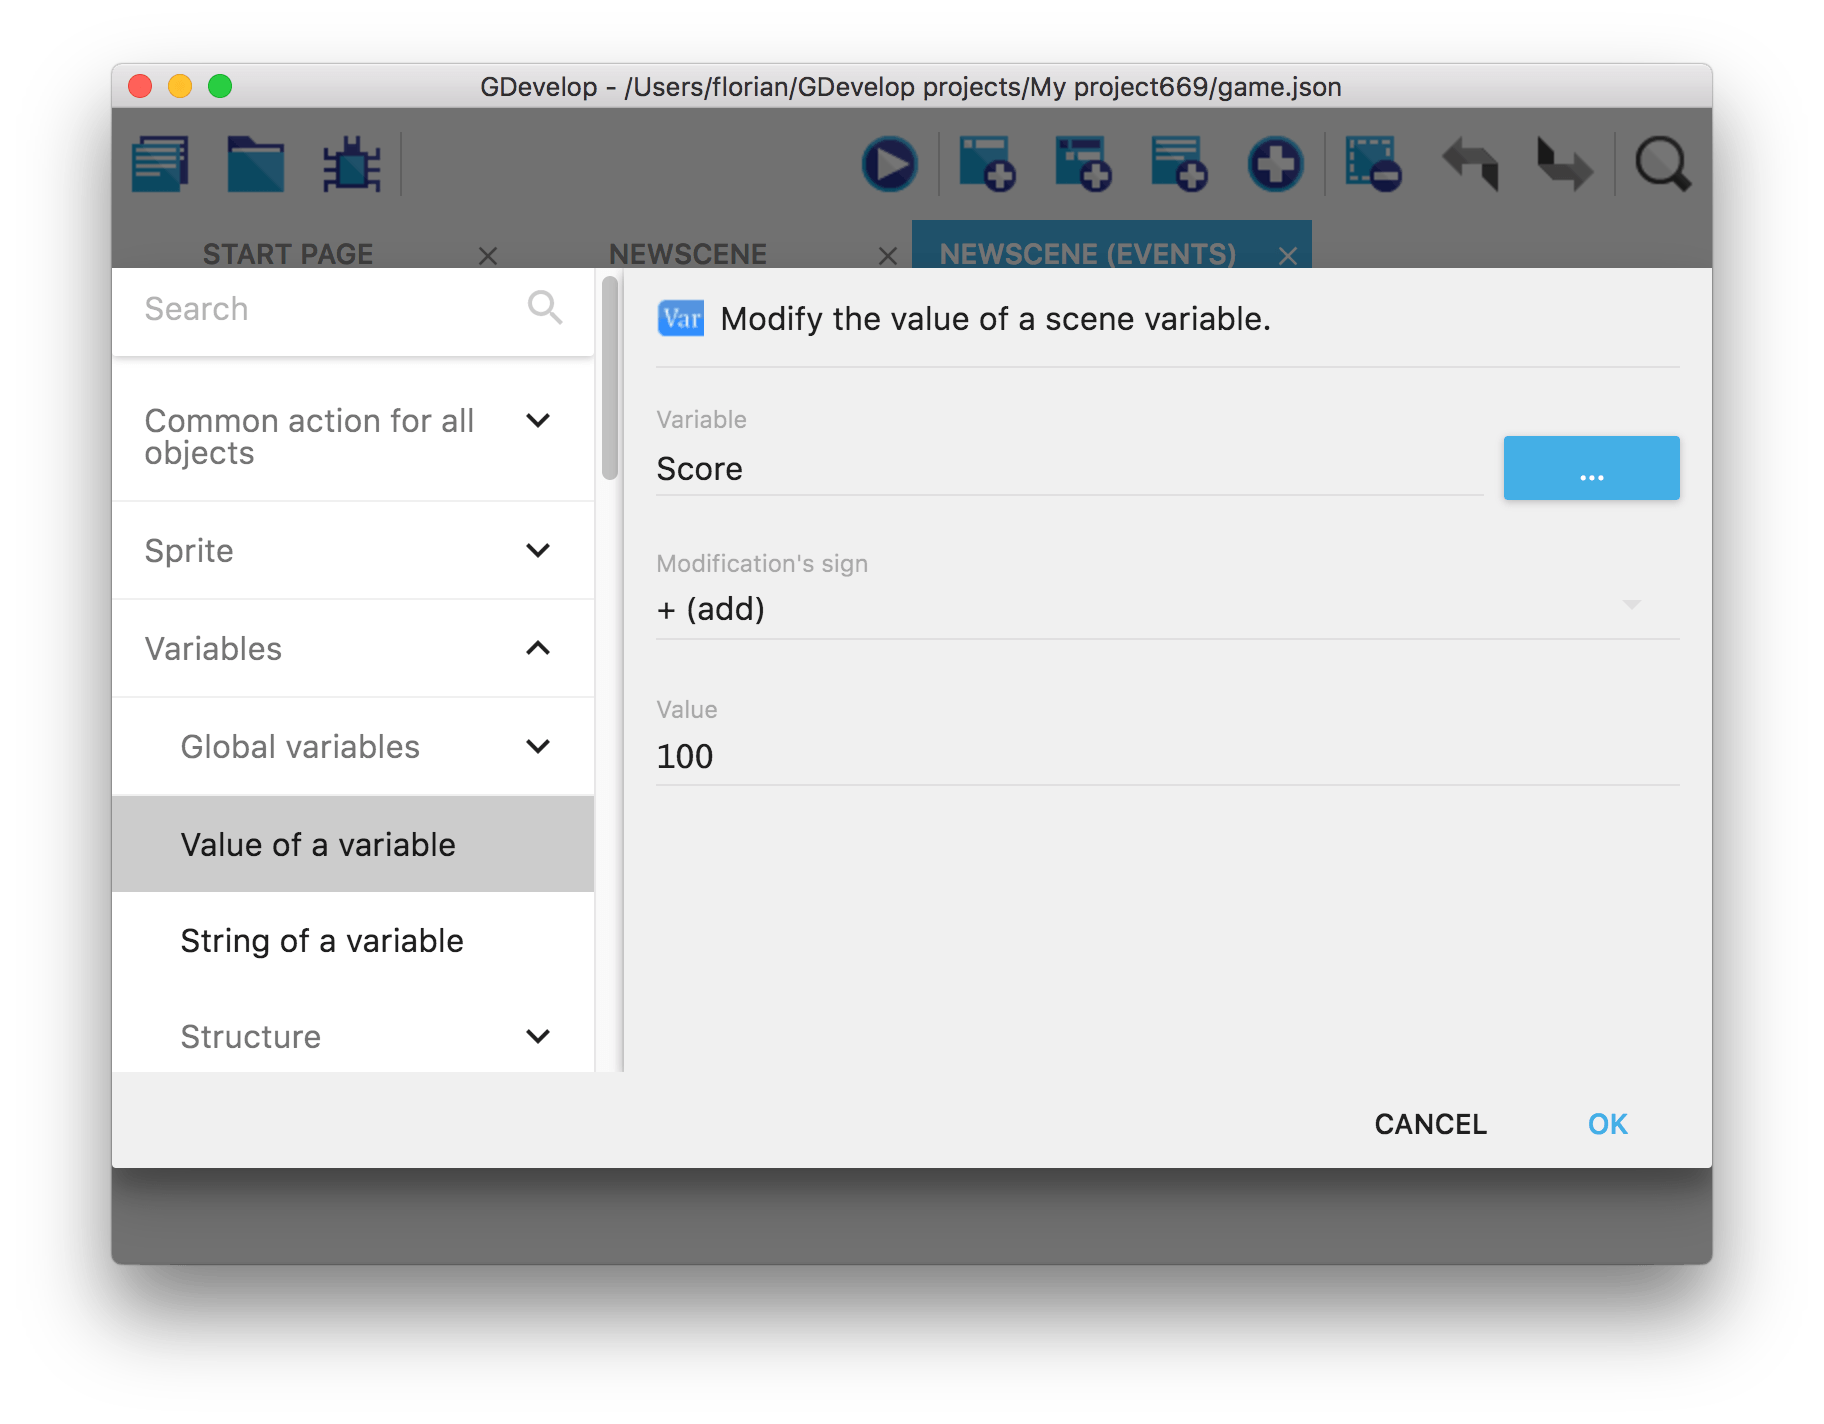 GDevelop - /Users/florian/GDevelop projects/My project669/game.json
START PAGE
NEWSCENE
NEWSCENE (EVENTS)
Search
Common action for all
objects
Sprite
Variables
Global variables
Value of a variable
String of a variable
Structure
Var Modify the value of a scene variable.
Variable
Score
...
Modification's sign
+ (add)
Value
100
CANCEL
OK